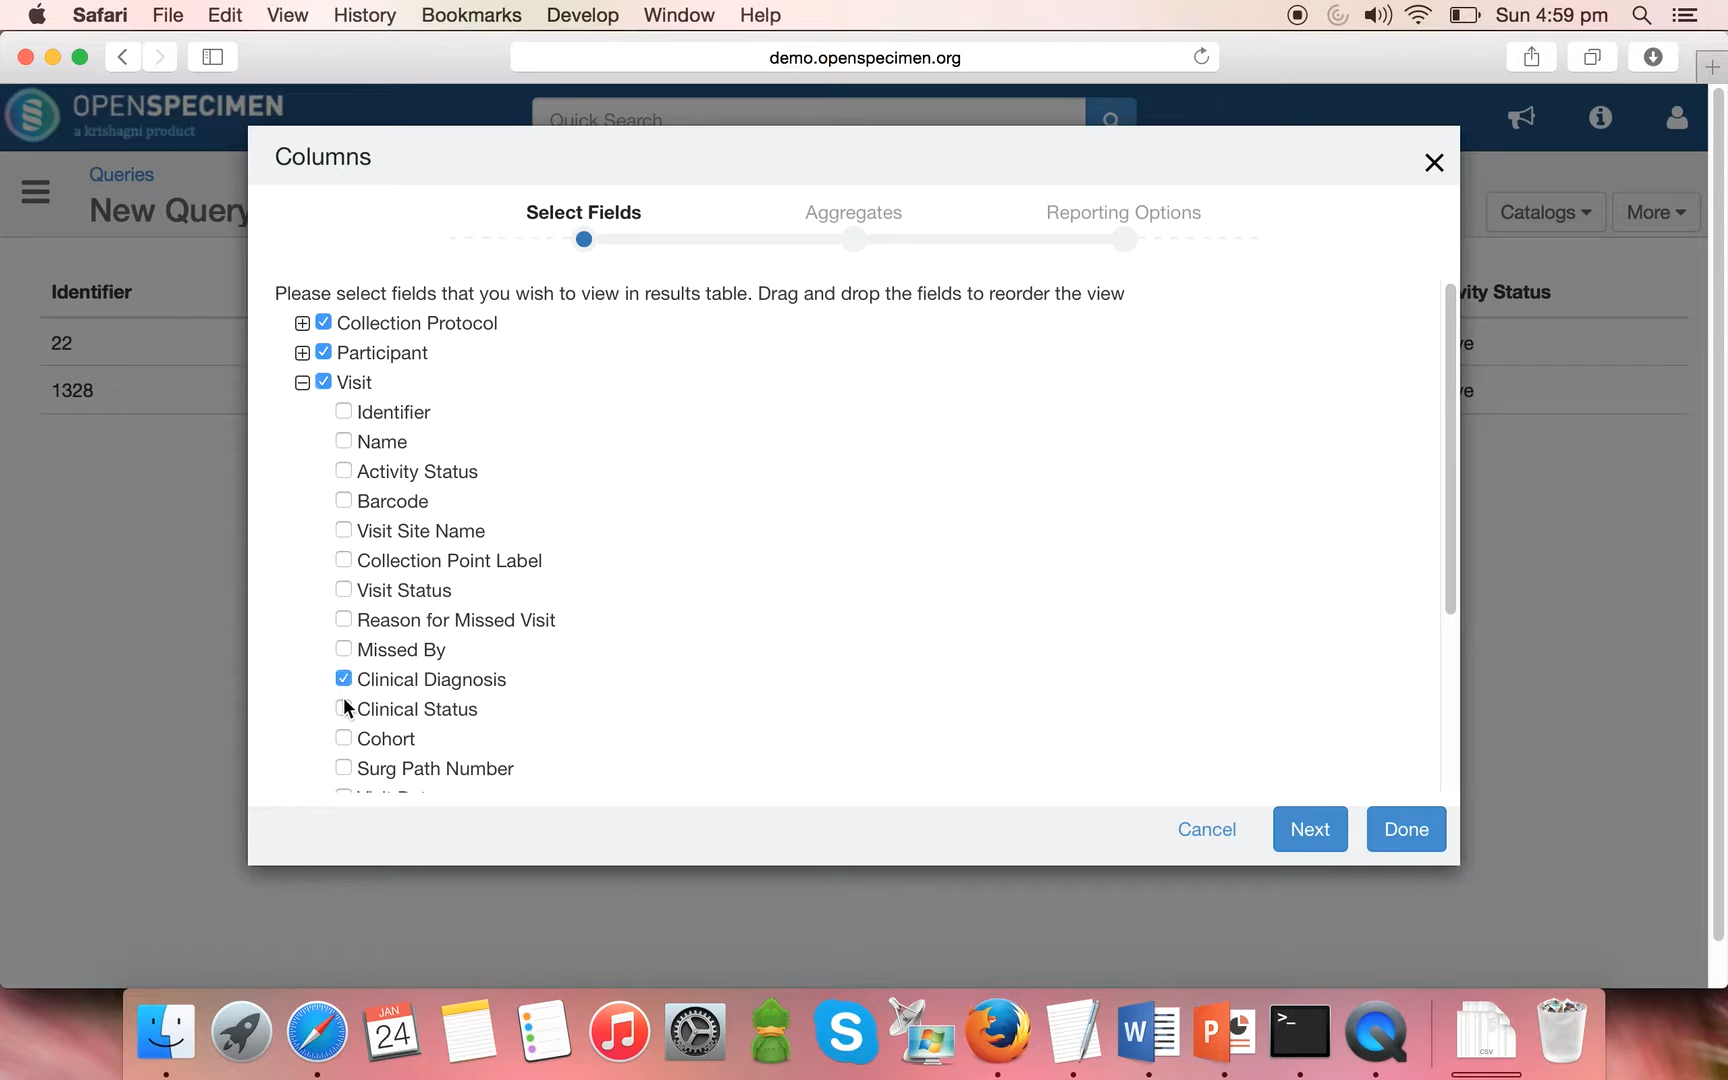 Safari File Edit View History Bookmarks Develop Window Help Sun 4:59 pm
demo.openspecimen.org
OPENSPECIMEN
a krishagni product
Quick Search
Queries
New Query
Catalogs
More
Columns
Select Fields Aggregates Reporting Options
Identifier
22
1328
Please select fields that you wish to view in results table. Drag and drop the fields to reorder the view
Collection Protocol
Participant
Visit
Identifier
Name
Activity Status
Barcode
Visit Site Name
Collection Point Label
Visit Status
Reason for Missed Visit
Missed By
Clinical Diagnosis
Clinical Status
Cohort
Surg Path Number
vity Status
ve
ve
Cancel Next Done
JAN
24
CSV